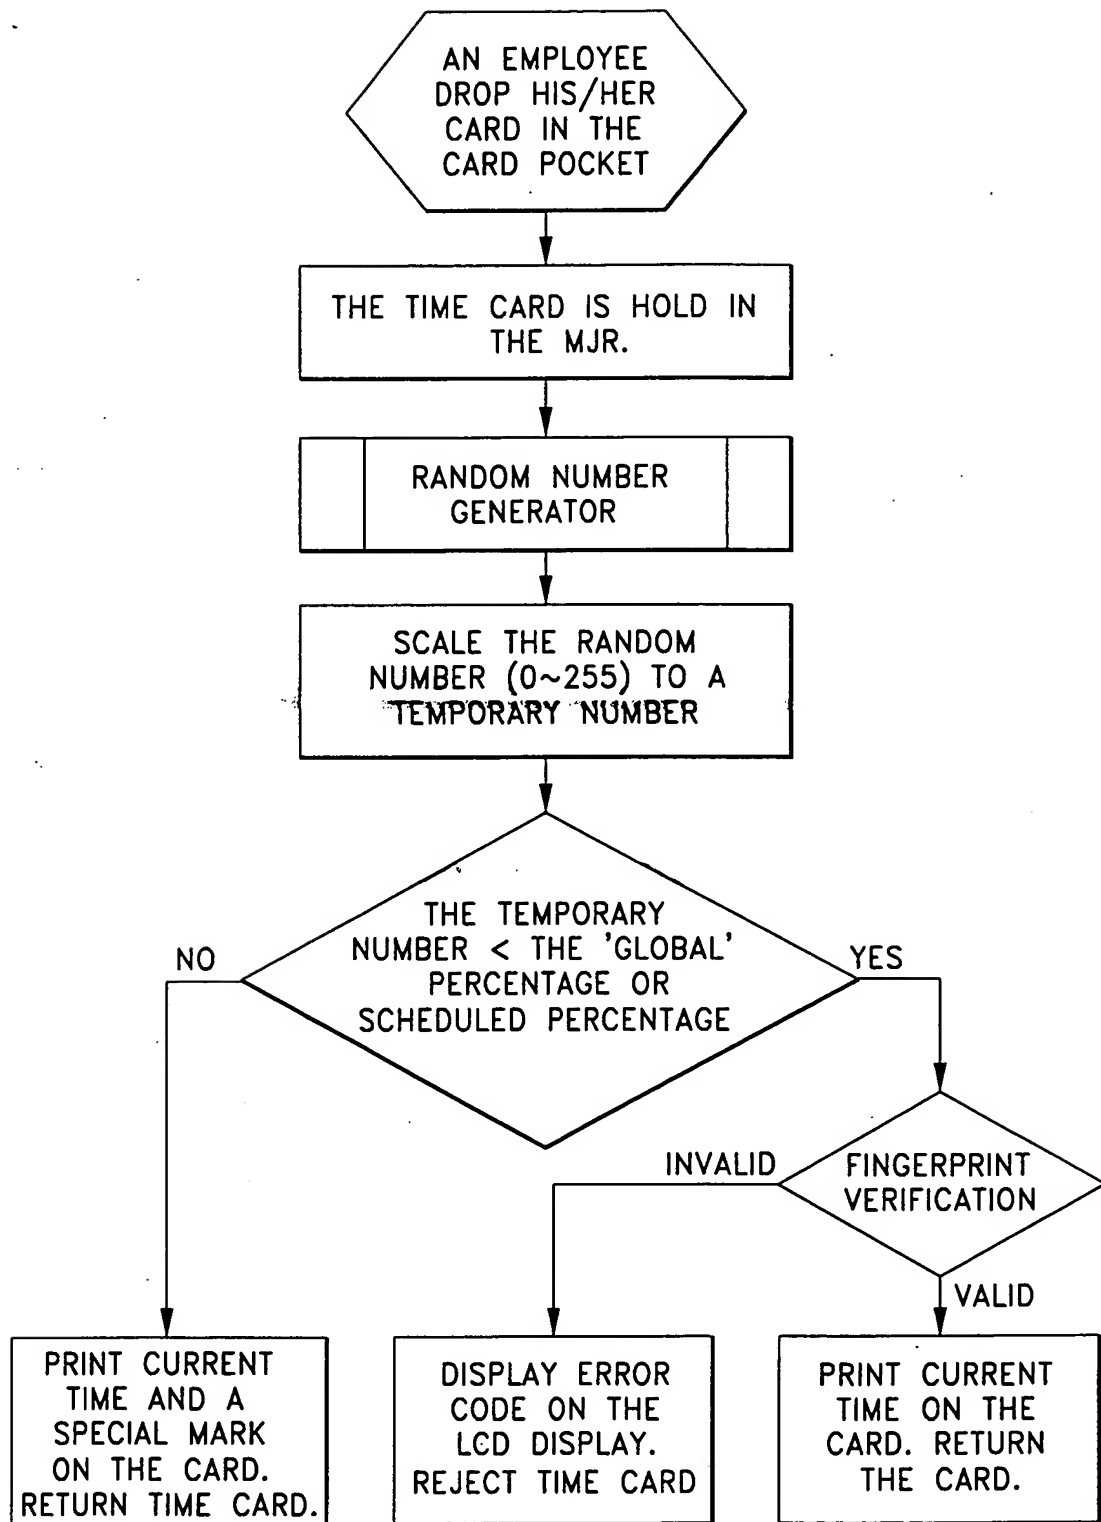 AN EMPLOYEE
DROP HIS/HER
CARD IN THE
CARD POCKET
THE TIME CARD IS HOLD IN
THE MJR.
RANDOM NUMBER
GENERATOR
SCALE THE RANDOM
NUMBER (0~255) TO A
TEMPORARY NUMBER
THE TEMPORARY
NUMBER < THE 'GLOBAL'
PERCENTAGE OR
SCHEDULED PERCENTAGE
NO
YES
FINGERPRINT
VERIFICATION
INVALID
VALID
PRINT CURRENT
TIME AND A
SPECIAL MARK
ON THE CARD.
RETURN TIME CARD.
DISPLAY ERROR
CODE ON THE
LCD DISPLAY.
REJECT TIME CARD
PRINT CURRENT
TIME ON THE
CARD. RETURN
THE CARD.